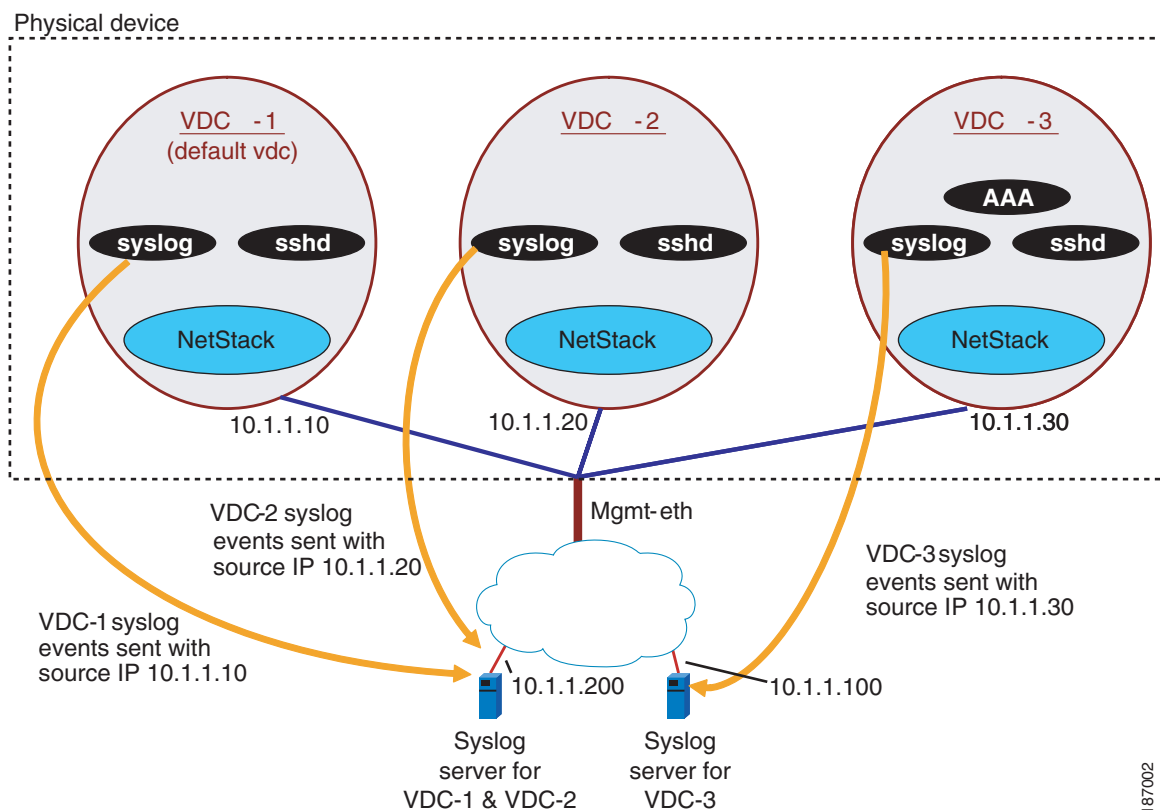 Physical device
VDC -1
(default vdc)
syslog
sshd
NetStack
VDC -2
syslog
sshd
NetStack
VDC -3
AAA
syslog
sshd
NetStack
10.1.1.10
10.1.1.20
10.1.1.30
Mgmt-eth
VDC-2 syslog
events sent with
source IP 10.1.1.20
VDC-3 syslog
events sent with
source IP 10.1.1.30
VDC-1 syslog
events sent with
source IP 10.1.1.10
10.1.1.200
10.1.1.100
Syslog
server for
VDC-1 & VDC-2
Syslog
server for
VDC-3
187002